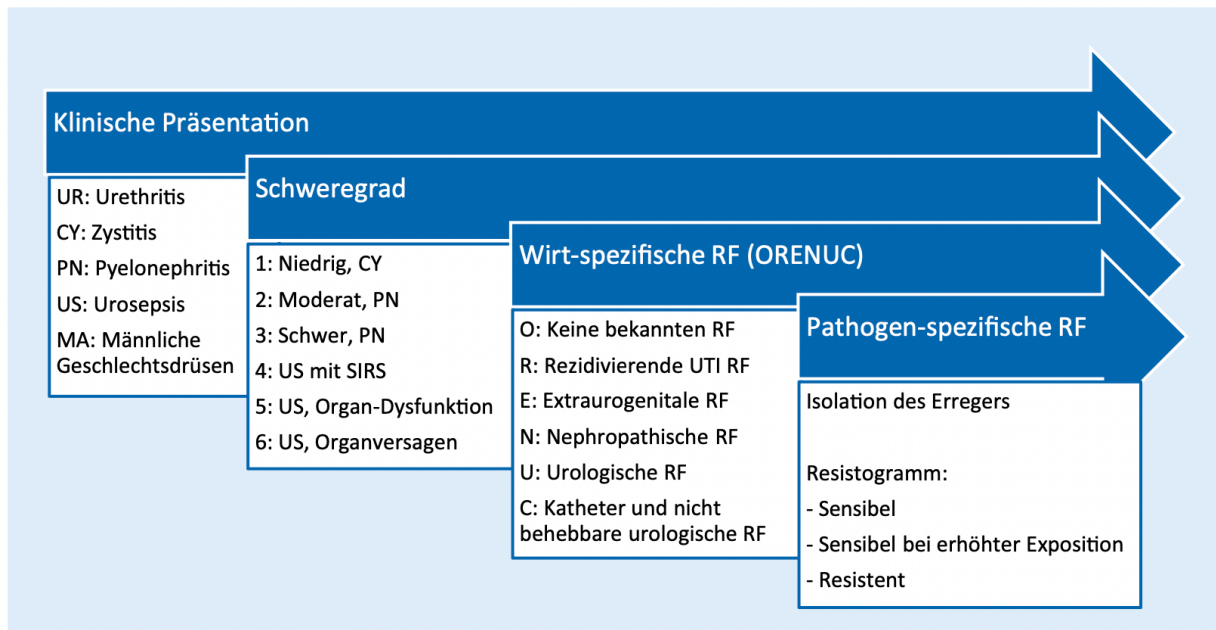 Klinische Präsentation
UR: Urethritis
CY: Zystitis
PN: Pyelonephritis
US: Urosepsis
MA: Männliche
Geschlechtsdrüsen
Schweregrad
1: Niedrig, CY
2: Moderat, PN
3: Schwer, PN
4: US mit SIRS
5: US, Organ-Dysfunktion
6: US, Organversagen
Wirt-spezifische RF (ORENUC)
O: Keine bekannten RF
R: Rezidivierende UTI RF
E: Extraurogenitale RF
N: Nephropathische RF
U: Urologische RF
C: Katheter und nicht
behebbare urologische RF
Pathogen-spezifische RF
Isolation des Erregers
Resistogramm:
- Sensibel
- Sensibel bei erhöhter Exposition
- Resistent